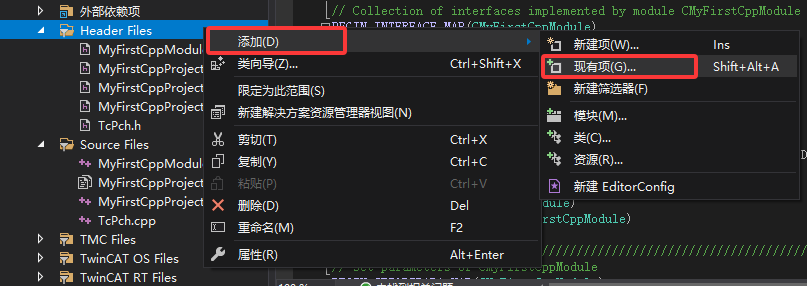 外部依赖项
Header Files
MyFirstCppModule
MyFirstCppProject
MyFirstCppProject
MyFirstCppProject
TcPch.h
Source Files
MyFirstCppModule
MyFirstCppProject
MyFirstCppProject
TcPch.cpp
TMC Files
TwinCAT OS Files
TwinCAT RT Files
添加(D)
类向导(Z)... Ctrl+Shift+X
限定为此范围(S)
新建解决方案资源管理器视图(N)
剪切(T) Ctrl+X
复制(Y) Ctrl+C
粘贴(P) Ctrl+V
删除(D) Del
重命名(M) F2
属性(R) Alt+Enter
新建项(W)... Ins
现有项(G)... Shift+Alt+A
新建筛选器(F)
模块(M)...
类(C)...
资源(R)...
新建 EditorConfig
// Collection of interfaces implemented by module CMyFirstCppModule
BEGIN_INTERFACE_MAP(CMyFirstCppModule)
FirstCppModule)
// Set parameters of CMyFirstCppModule